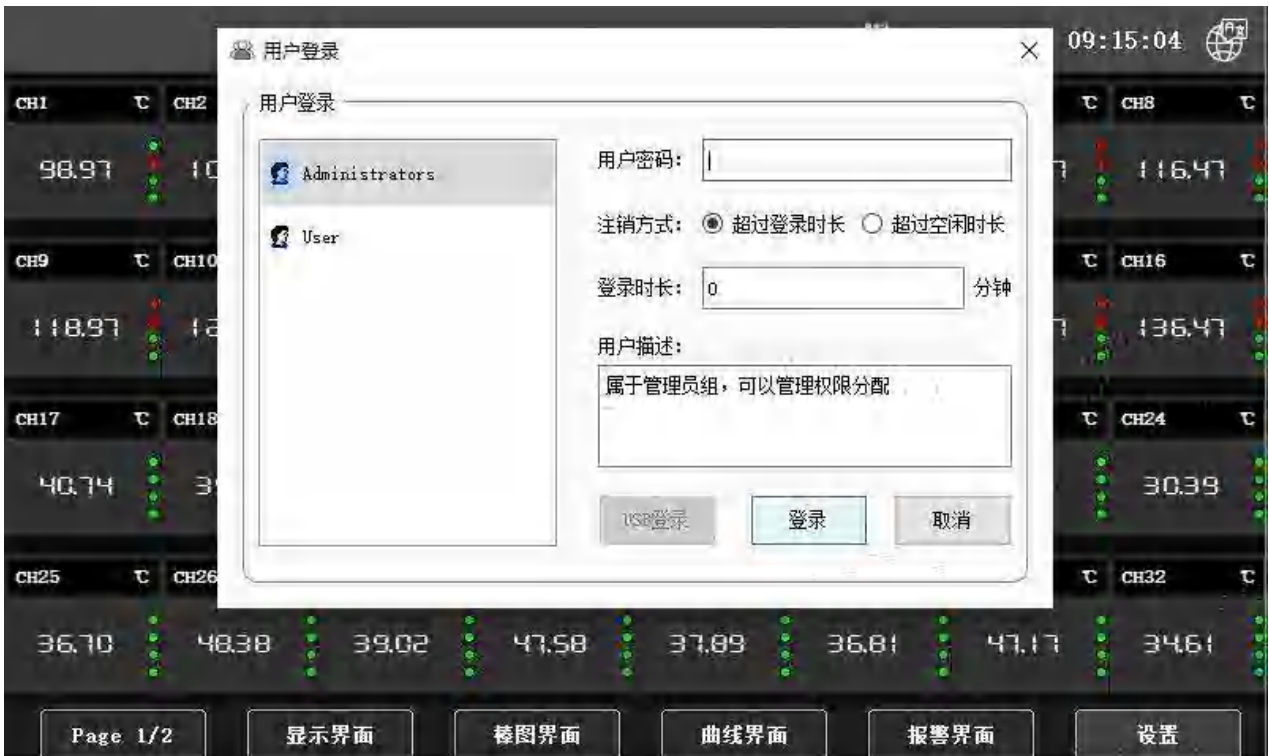 用户登录
09:15:04
CH1 ℃ CH2 ℃ CH8 ℃
98.97 116.47
CH9 ℃ CH10 ℃ CH16 ℃
118.97 136.47
CH17 ℃ CH18 ℃ CH24 ℃
40.74 30.39
CH25 ℃ CH26 ℃ CH32 ℃
36.70 48.38 39.02 47.58 37.89 36.81 47.17 34.61
用户登录
Administrators
User
用户密码：
注销方式： 超过登录时长 超过空闲时长
登录时长： 0 分钟
用户描述：
属于管理员组，可以管理权限分配
USB登录 登录 取消
Page 1/2 显示界面 棒图界面 曲线界面 报警界面 设置